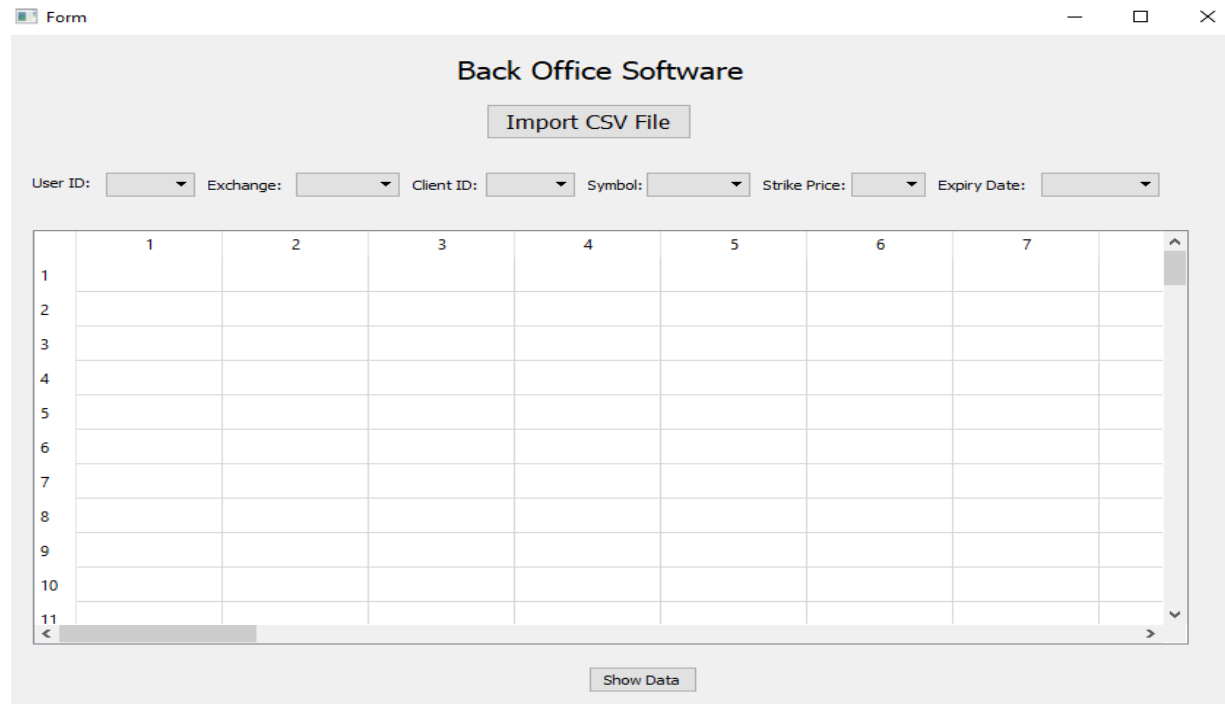 Form
Back Office Software
Import CSV File
User ID: Exchange: Client ID: Symbol: Strike Price: Expiry Date:
1 2 3 4 5 6 7
1
2
3
4
5
6
7
8
9
10
11
Show Data